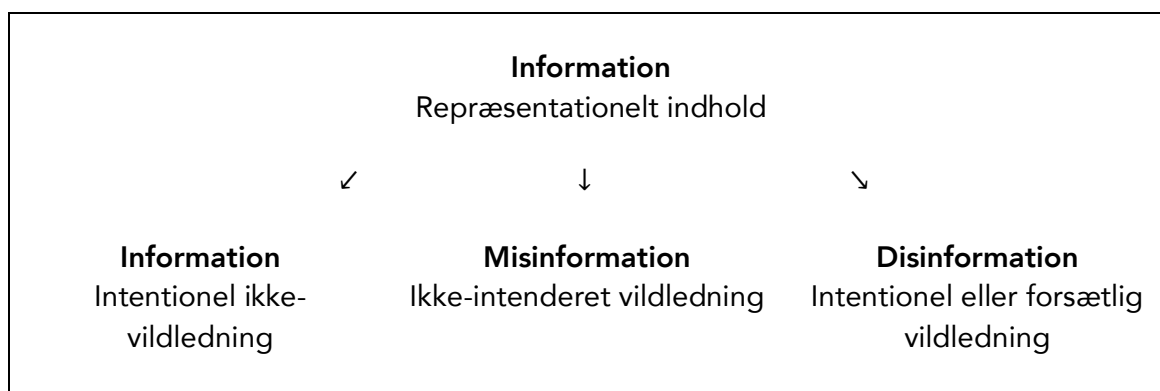 Information
Repræsentationelt indhold
↙ ↓ ↘
Information
Intentionel ikke-
vildledning
Misinformation
Ikke-intenderet vildledning
Disinformation
Intentionel eller forsætlig
vildledning